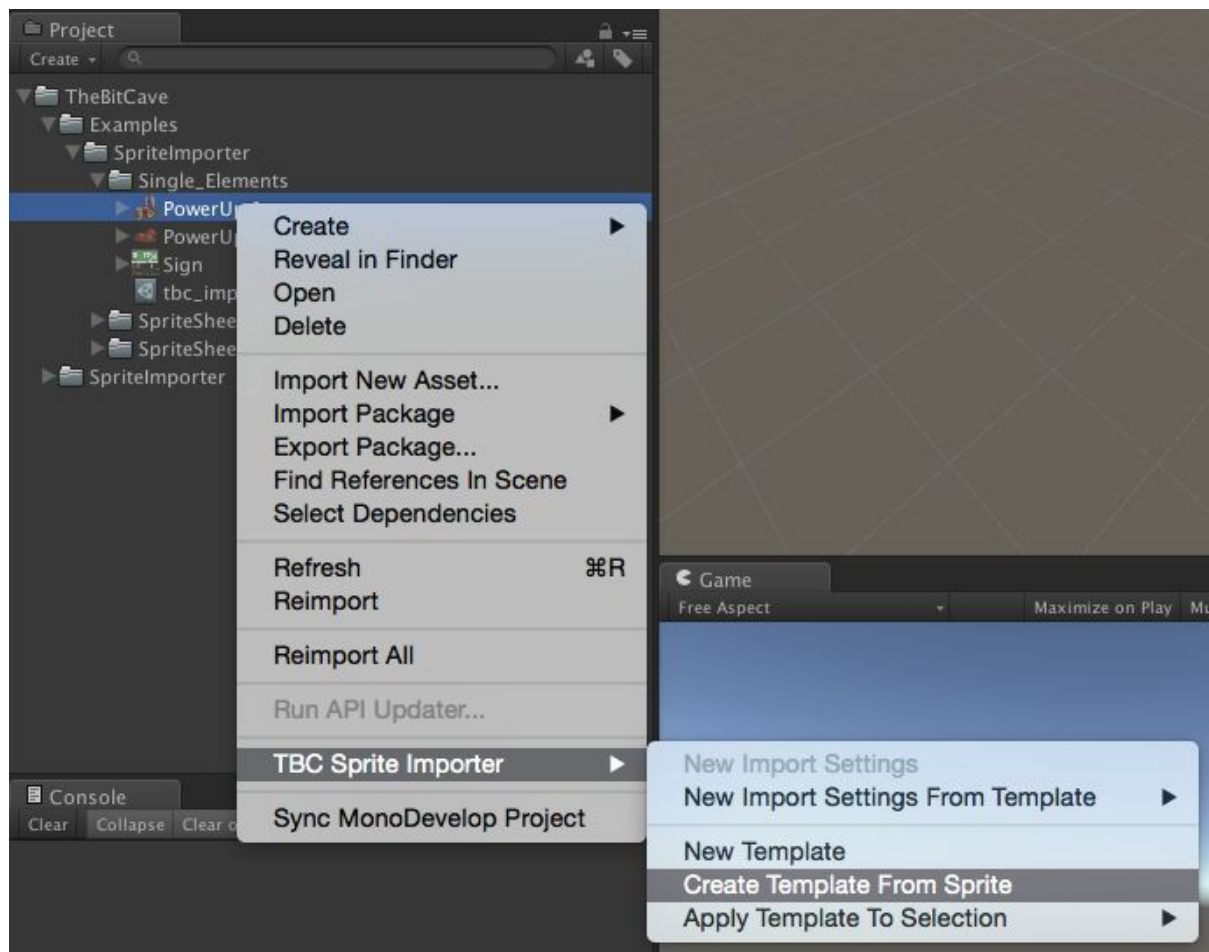 Project
Create
TheBitCave
Examples
SpriteImporter
Single_Elements
PowerU
PowerU
Sign
tbc_imp
SpriteShee
SpriteShee
SpriteImporter
Create
Reveal in Finder
Open
Delete
Import New Asset...
Import Package
Export Package...
Find References In Scene
Select Dependencies
Refresh ⌘R
Reimport
Reimport All
Run API Updater...
TBC Sprite Importer
Sync MonoDevelop Project
Game
Free Aspect Maximize on Play Mu
New Import Settings
New Import Settings From Template
New Template
Create Template From Sprite
Apply Template To Selection
Console
Clear Collapse Clear o